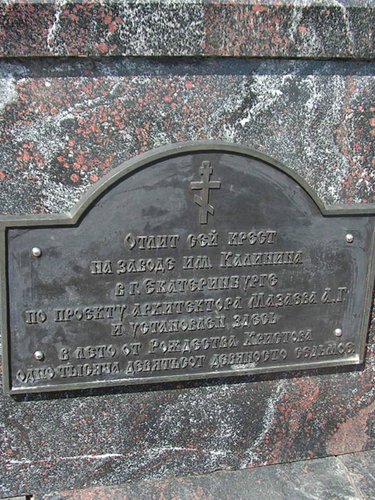 Отлит сей крест
на заводе им. Калинина
в г. Екатеринбурге
по проекту архитектора Мазаева А.Г
и установлен здесь
в лето от Рождества Христова
одно тысяча девятьсот девяносто седьмое